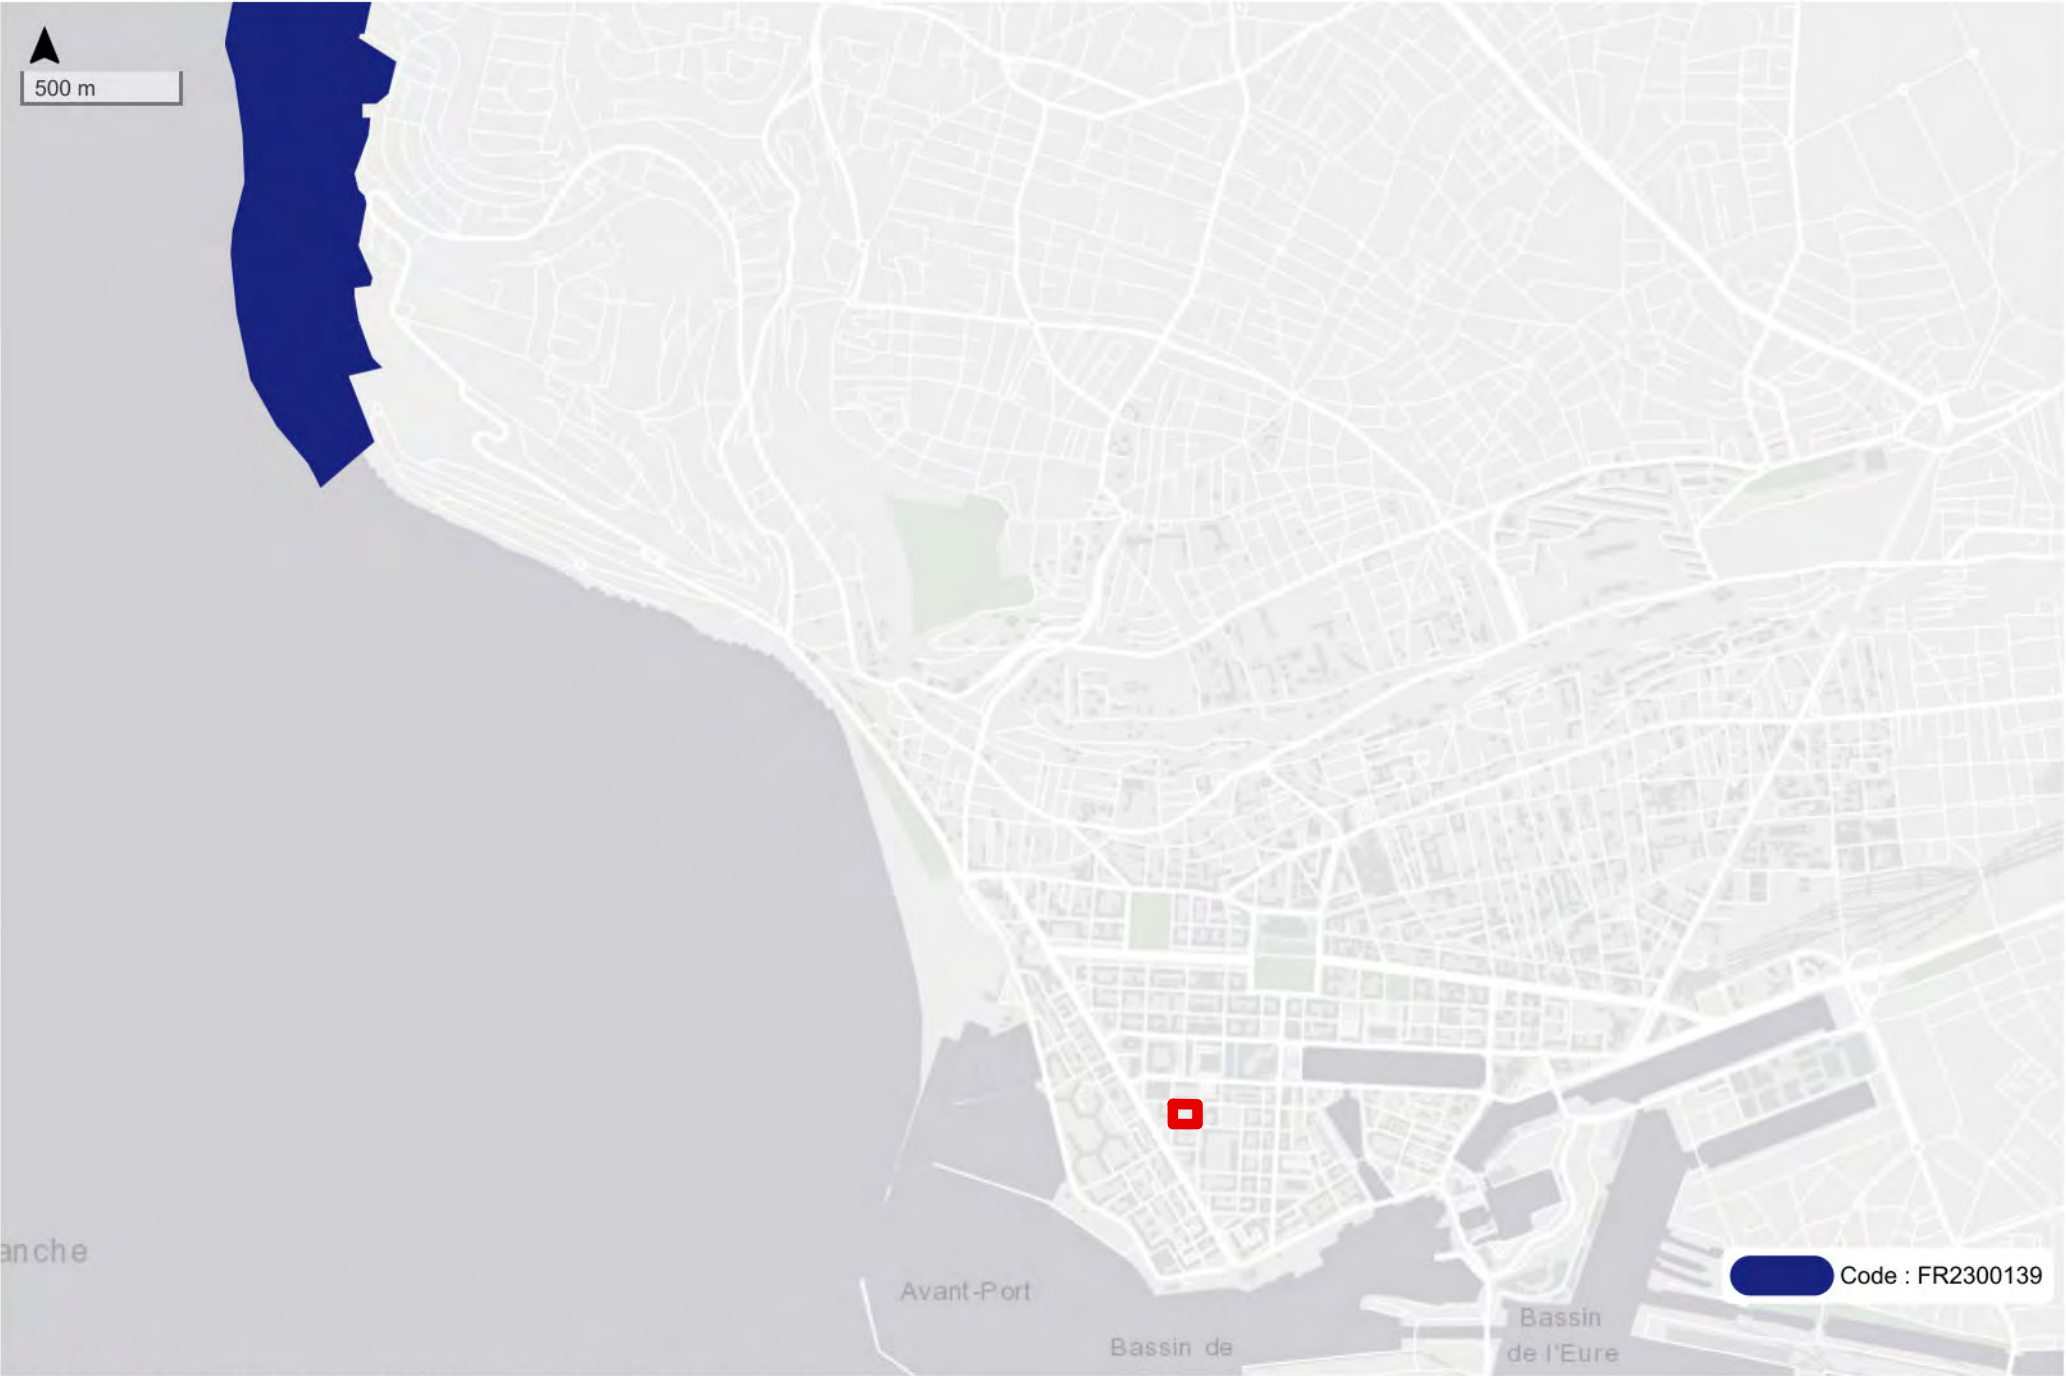 500 m
anche
Avant-Port
Code : FR2300139
Bassin
de l'Eure
Bassin de